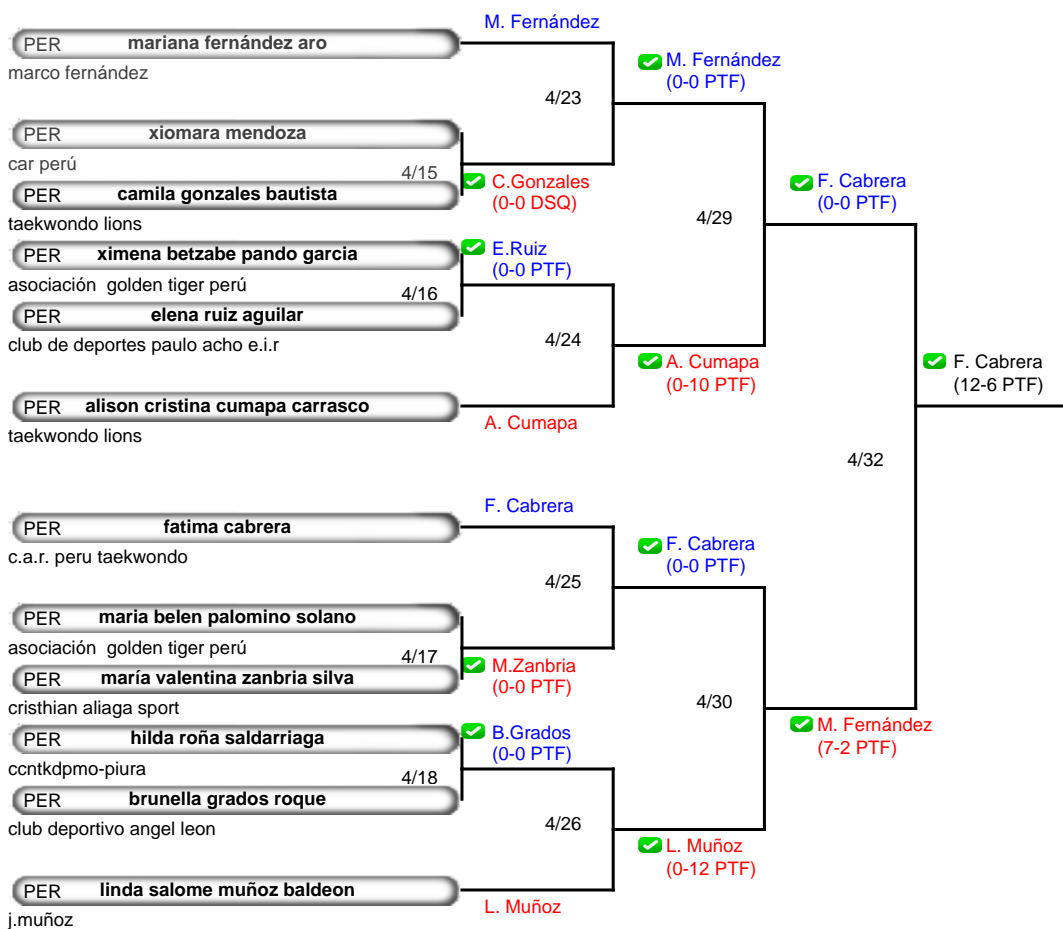 M. Fernández
PER mariana fernández aro
marco fernández
M. Fernández
(0-0 PTF)
4/23
PER xiomara mendoza
car perú
4/15
C.Gonzales
(0-0 DSQ)
PER camila gonzales bautista
taekwondo lions
F. Cabrera
(0-0 PTF)
4/29
PER ximena betzabe pando garcia
asociación golden tiger perú
E.Ruiz
(0-0 PTF)
4/16
PER elena ruiz aguilar
club de deportes paulo acho e.i.r
4/24
A. Cumapa
(0-10 PTF)
F. Cabrera
(12-6 PTF)
PER alison cristina cumapa carrasco
taekwondo lions
A. Cumapa
4/32
F. Cabrera
PER fatima cabrera
c.a.r. peru taekwondo
F. Cabrera
(0-0 PTF)
4/25
PER maria belen palomino solano
asociación golden tiger perú
4/17
M.Zanbria
(0-0 PTF)
PER maría valentina zanbria silva
cristhian aliaga sport
4/30
M. Fernández
(7-2 PTF)
PER hilda roña saldarriaga
ccntkdpmo-piura
B.Grados
(0-0 PTF)
4/18
PER brunella grados roque
club deportivo angel leon
4/26
L. Muñoz
(0-12 PTF)
PER linda salome muñoz baldeon
j.muñoz
L. Muñoz